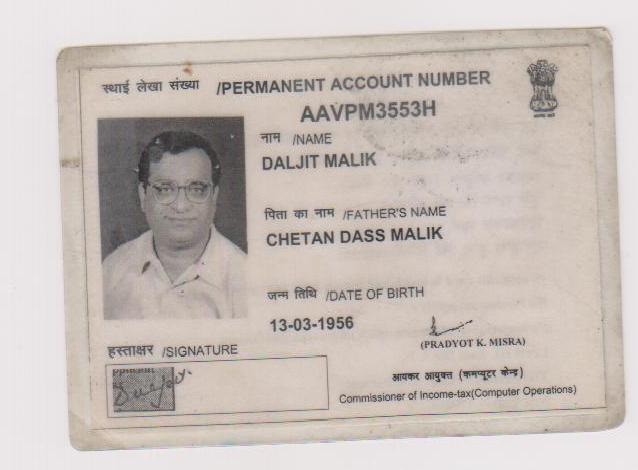 स्थाई लेखा संख्या /PERMANENT ACCOUNT NUMBER
AAVPM3553H
नाम /NAME
DALJIT MALIK
पिता का नाम /FATHER'S NAME
CHETAN DASS MALIK
जन्म तिथि /DATE OF BIRTH
13-03-1956
हस्ताक्षर /SIGNATURE
(PRADYOT K. MISRA)
आयकर आयुक्त (कम्प्यूटर केन्द्र)
Commissioner of Income-tax(Computer Operations)